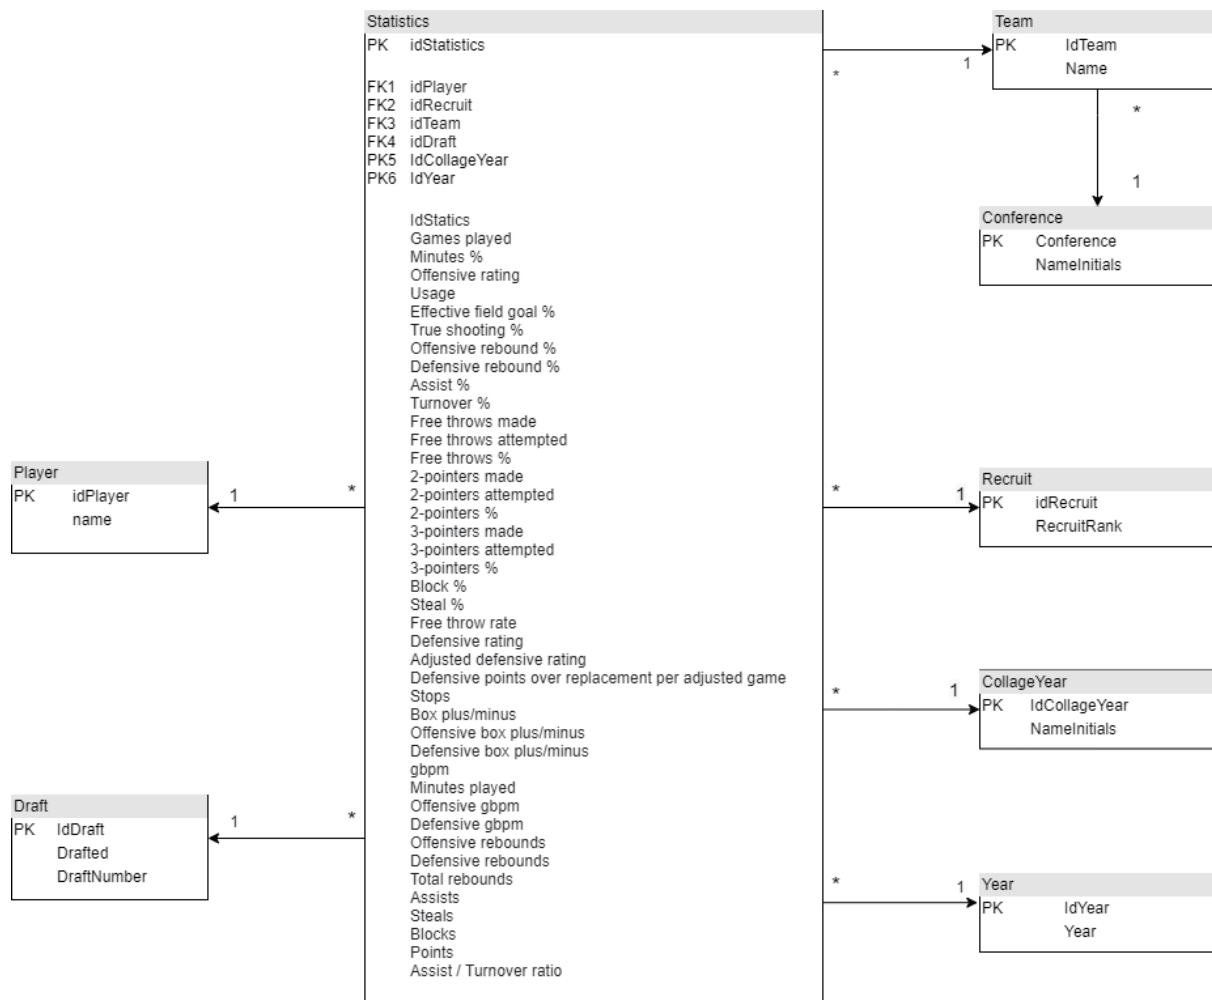 Statistics
PK idStatistics
FK1 idPlayer
FK2 idRecruit
FK3 idTeam
FK4 idDraft
PK5 IdCollageYear
PK6 IdYear
IdStatics
Games played
Minutes %
Offensive rating
Usage
Effective field goal %
True shooting %
Offensive rebound %
Defensive rebound %
Assist %
Turnover %
Free throws made
Free throws attempted
Free throws %
2-pointers made
2-pointers attempted
2-pointers %
3-pointers made
3-pointers attempted
3-pointers %
Block %
Steal %
Free throw rate
Defensive rating
Adjusted defensive rating
Defensive points over replacement per adjusted game
Stops
Box plus/minus
Offensive box plus/minus
Defensive box plus/minus
gbpm
Minutes played
Offensive gbpm
Defensive gbpm
Offensive rebounds
Defensive rebounds
Total rebounds
Assists
Steals
Blocks
Points
Assist / Turnover ratio
Player
PK idPlayer
name
1 *
Draft
PK IdDraft
Drafted
DraftNumber
1 *
* 1
Team
PK IdTeam
Name
*
1
Conference
PK Conference
NameInitials
* 1
Recruit
PK idRecruit
RecruitRank
* 1
CollageYear
PK IdCollageYear
NameInitials
* 1
Year
PK IdYear
Year